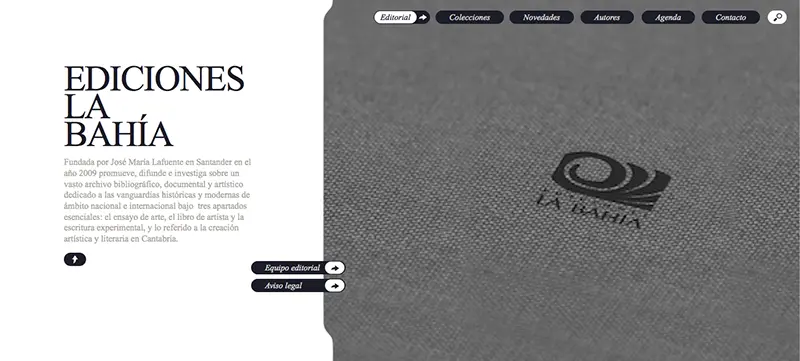 Editorial
Colecciones
Novedades
Autores
Agenda
Contacto
EDICIONES
LA
BAHÍA
Fundada por José María Lafuente en Santander en el
año 2009 promueve, difunde e investiga sobre un
vasto archivo bibliográfico, documental y artístico
dedicado a las vanguardias históricas y modernas de
ámbito nacional e internacional bajo tres apartados
esenciales: el ensayo de arte, el libro de artista y la
escritura experimental, y lo referido a la creación
artística y literaria en Cantabria.
Equipo editorial
Aviso legal
LA BAHÍA